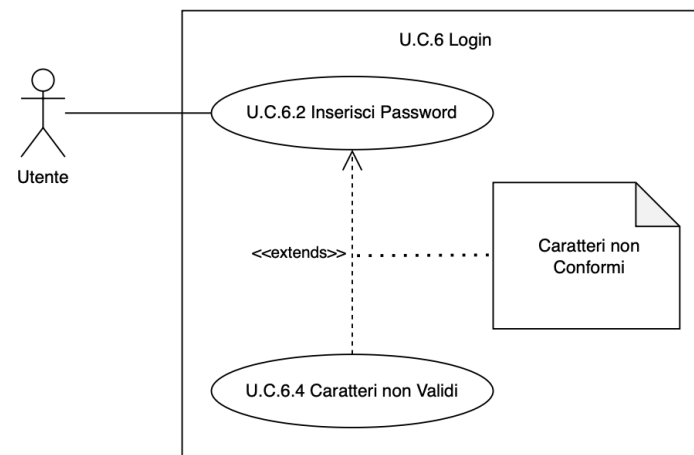 U.C.6 Login
U.C.6.2 Inserisci Password
Utente
<<extends>>
Caratteri non
Conformi
U.C.6.4 Caratteri non Validi